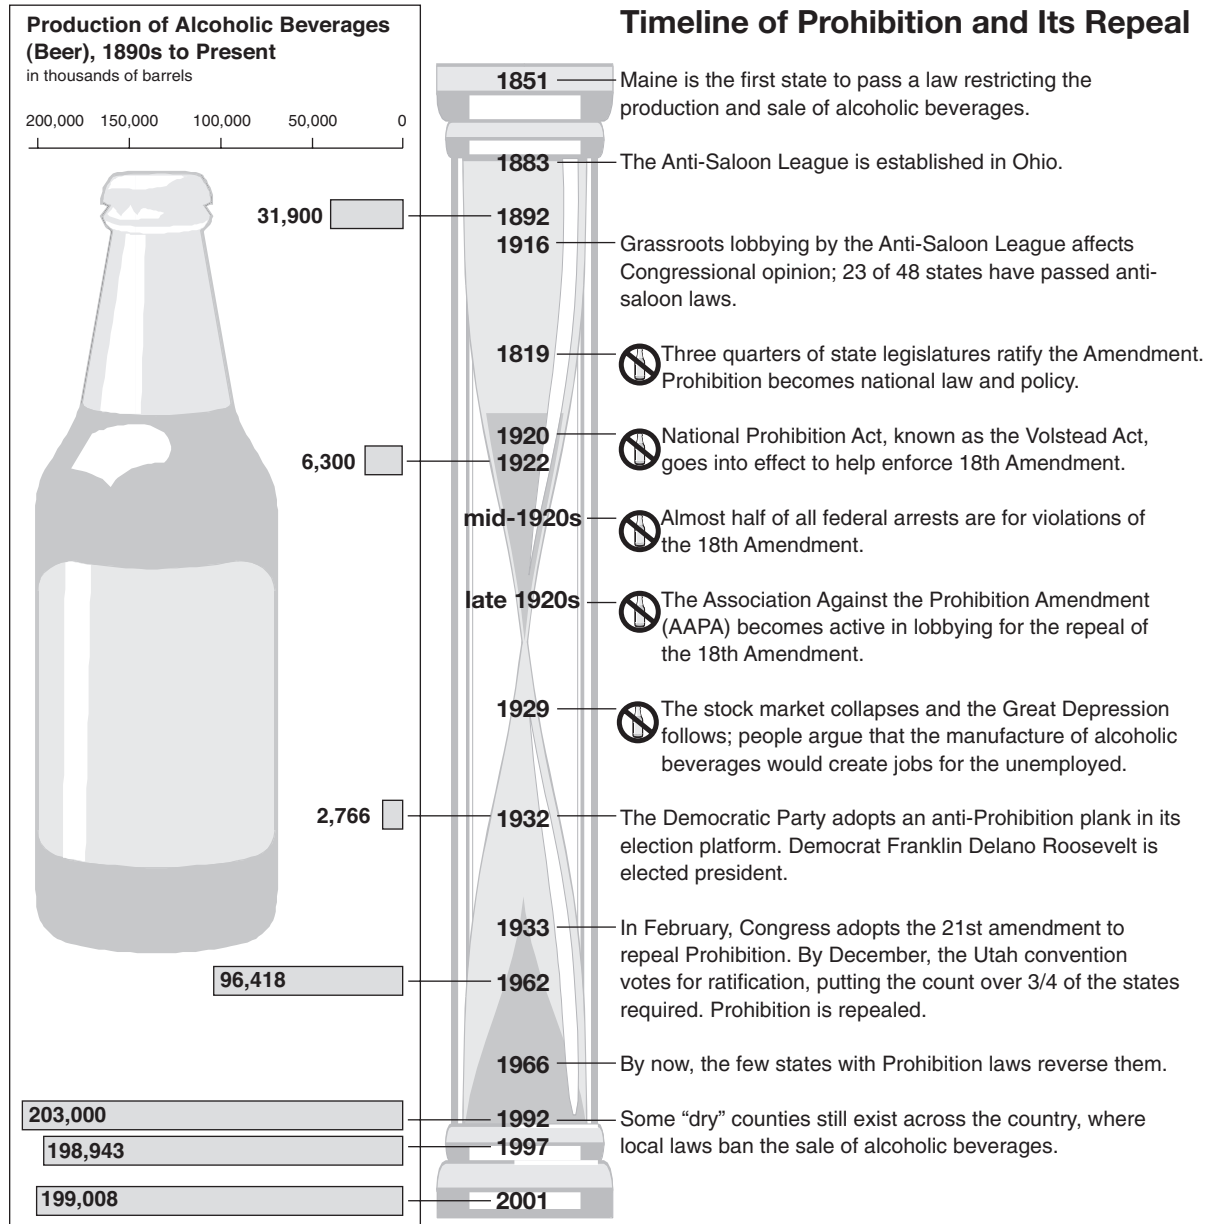 Production of Alcoholic Beverages
(Beer), 1890s to Present
in thousands of barrels
200,000 150,000 100,000 50,000 0
31,900
6,300
2,766
96,418
203,000
198,943
199,008
Timeline of Prohibition and Its Repeal
1851
Maine is the first state to pass a law restricting the
production and sale of alcoholic beverages.
1883
The Anti-Saloon League is established in Ohio.
1892
1916
Grassroots lobbying by the Anti-Saloon League affects
Congressional opinion; 23 of 48 states have passed anti-
saloon laws.
1819
Three quarters of state legislatures ratify the Amendment.
Prohibition becomes national law and policy.
1920
National Prohibition Act, known as the Volstead Act,
1922
goes into effect to help enforce 18th Amendment.
mid-1920s
Almost half of all federal arrests are for violations of
the 18th Amendment.
late 1920s
The Association Against the Prohibition Amendment
(AAPA) becomes active in lobbying for the repeal of
the 18th Amendment.
1929
The stock market collapses and the Great Depression
follows; people argue that the manufacture of alcoholic
beverages would create jobs for the unemployed.
1932
The Democratic Party adopts an anti-Prohibition plank in its
election platform. Democrat Franklin Delano Roosevelt is
elected president.
1933
In February, Congress adopts the 21st amendment to
repeal Prohibition. By December, the Utah convention
1962
votes for ratification, putting the count over 3/4 of the states
required. Prohibition is repealed.
1966
By now, the few states with Prohibition laws reverse them.
1992
Some “dry” counties still exist across the country, where
1997
local laws ban the sale of alcoholic beverages.
2001